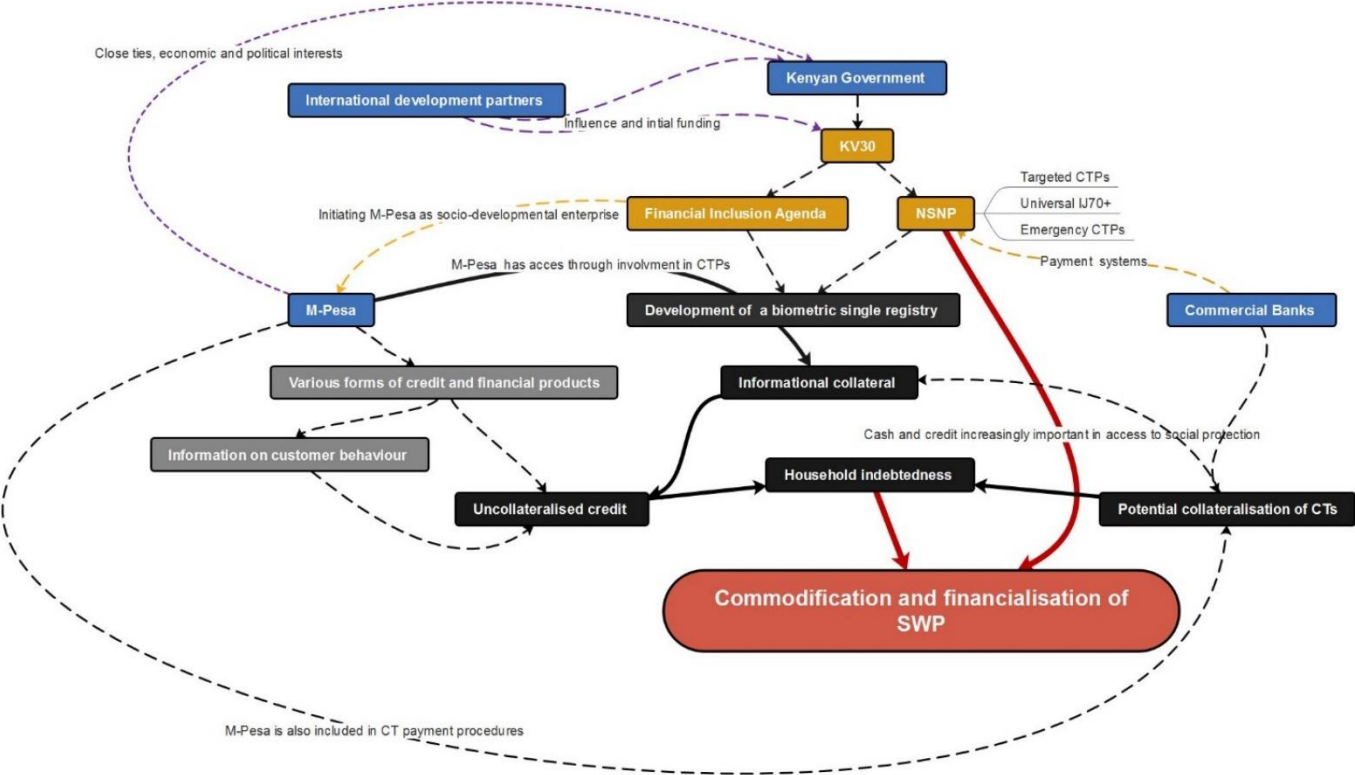 Close ties, economic and political interests
Kenyan Government
International development partners
Influence and intial funding
KV30
Targeted CTPs
Financial Inclusion Agenda
NSNP
Universal IJ70+
Initiating M-Pesa as socio-developmental enterprise
Emergency CTPs
M-Pesa has acces through involvment in CTPs
Payment systems
M-Pesa
Development of a biometric single registry
Commercial Banks
Various forms of credit and financial products
Informational collateral
Cash and credit increasingly important in access to social protection
Information on customer behaviour
Household indebtedness
Uncollateralised credit
Potential collateralisation of CTs
Commodification and financialisation of
SWP
M-Pesa is also included in CT payment procedures